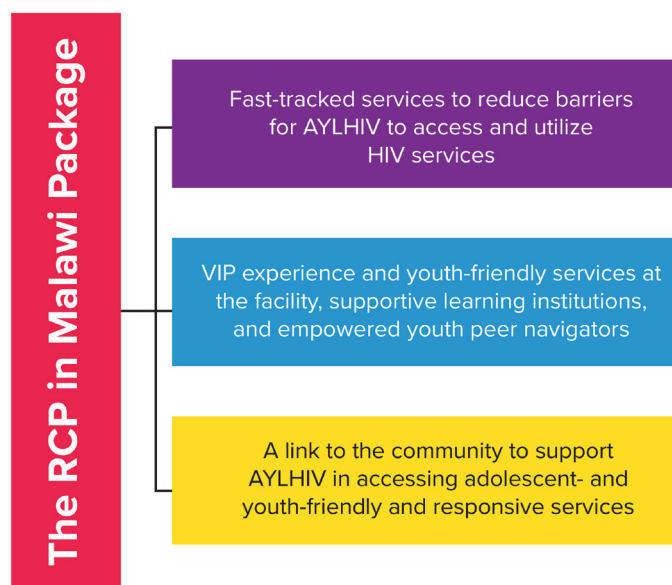 The RCP in Malawi Package
Fast-tracked services to reduce barriers
for AYLHIV to access and utilize
HIV services
VIP experience and youth-friendly services at
the facility, supportive learning institutions,
and empowered youth peer navigators
A link to the community to support
AYLHIV in accessing adolescent- and
youth-friendly and responsive services